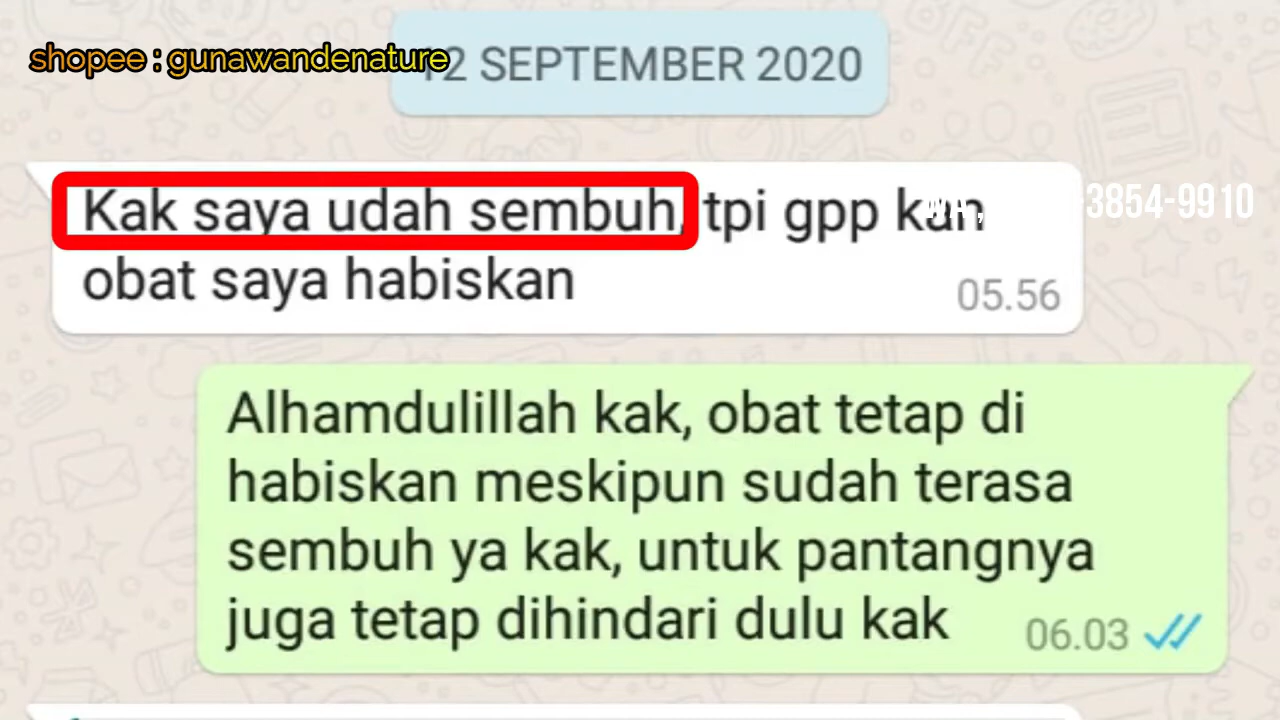 shopee : gunawandenature
12 SEPTEMBER 2020
Kak saya udah sembuh, tpi gpp kan
obat saya habiskan
05.56
3854-9910
Alhamdulillah kak, obat tetap di
habiskan meskipun sudah terasa
sembuh ya kak, untuk pantangnya
juga tetap dihindari dulu kak
06.03